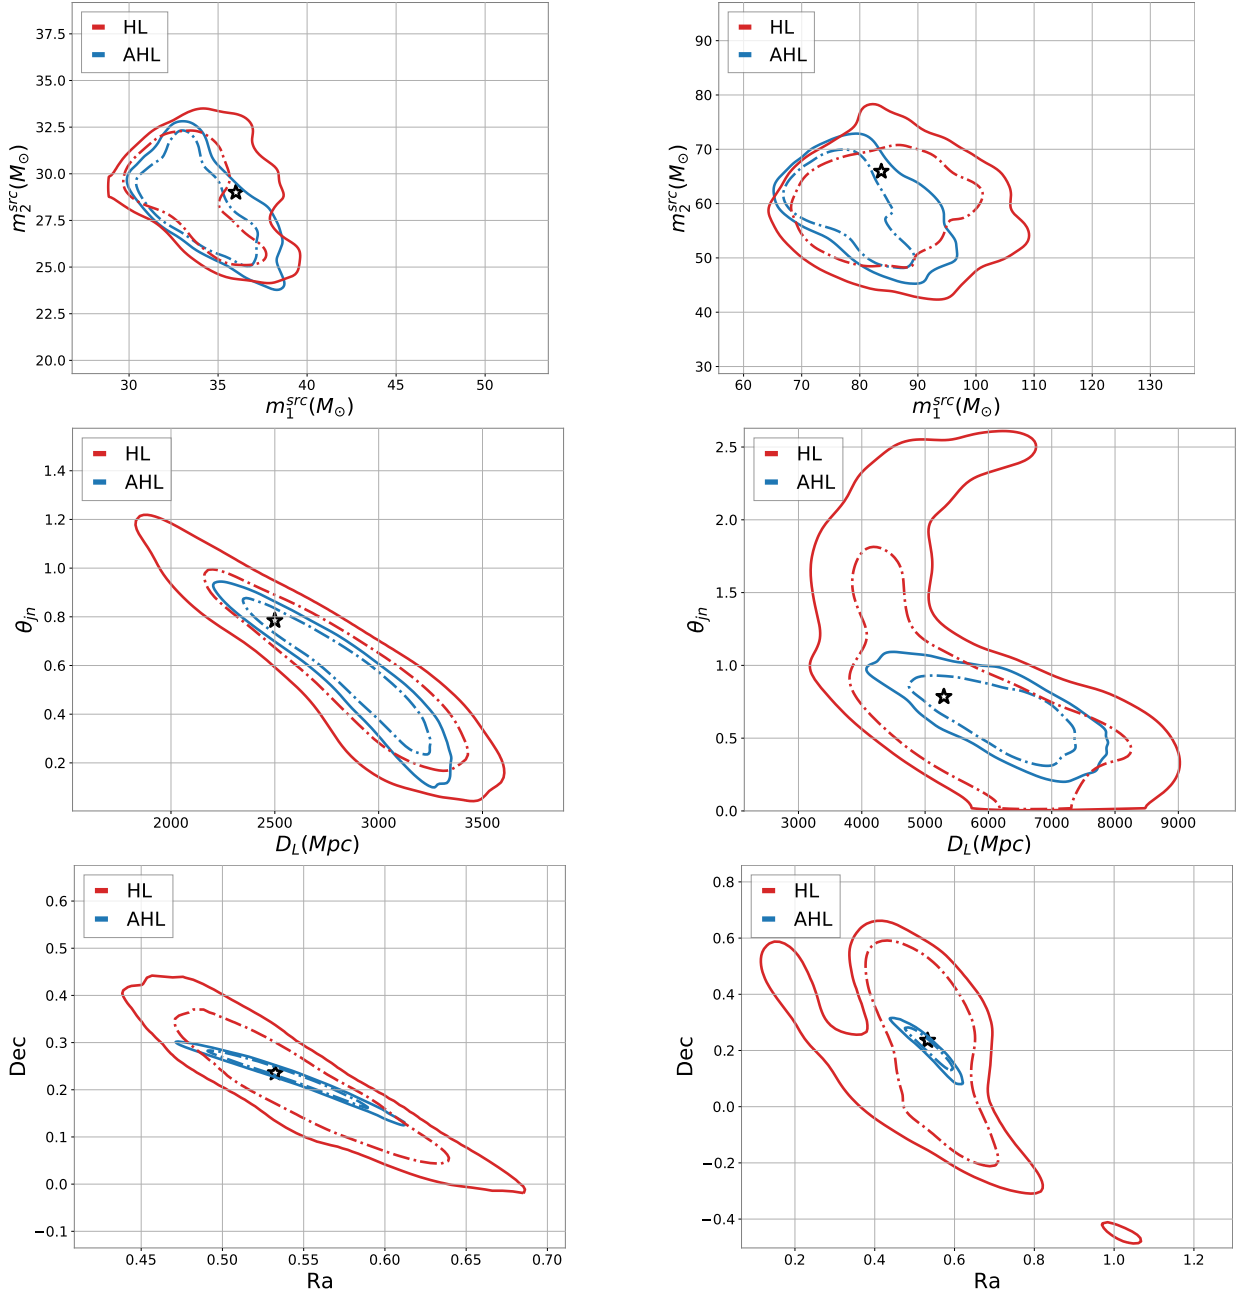 HL
AHL
37.5
35.0
32.5
30.0
27.5
25.0
22.5
20.0
m₂^src(M⊙)
30 35 40 45 50
m₁^src(M⊙)
HL
AHL
90
80
70
60
50
40
30
m₂^src(M⊙)
60 70 80 90 100 110 120 130
m₁^src(M⊙)
HL
AHL
1.4
1.2
1.0
0.8
0.6
0.4
0.2
θjn
2000 2500 3000 3500
D_L(Mpc)
HL
AHL
2.5
2.0
1.5
1.0
0.5
0.0
θjn
3000 4000 5000 6000 7000 8000 9000
D_L(Mpc)
HL
AHL
0.6
0.5
0.4
0.3
0.2
0.1
0.0
−0.1
Dec
0.45 0.50 0.55 0.60 0.65 0.70
Ra
HL
AHL
0.8
0.6
0.4
0.2
0.0
−0.2
−0.4
Dec
0.2 0.4 0.6 0.8 1.0 1.2
Ra